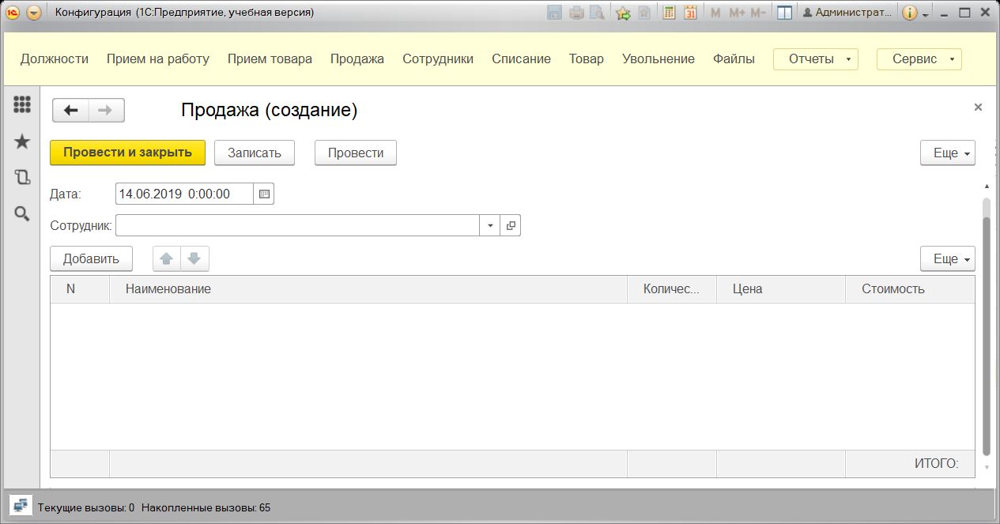 Конфигурация (1С:Предприятие, учебная версия) 31 M M+ M- Администрат...
Должности Прием на работу Прием товара Продажа Сотрудники Списание Товар Увольнение Файлы Отчеты Сервис
Продажа (создание)
Провести и закрыть Записать Провести Еще
Дата: 14.06.2019 0:00:00
Сотрудник:
Добавить Еще
N Наименование Количес... Цена Стоимость
ИТОГО:
Текущие вызовы: 0 Накопленные вызовы: 65